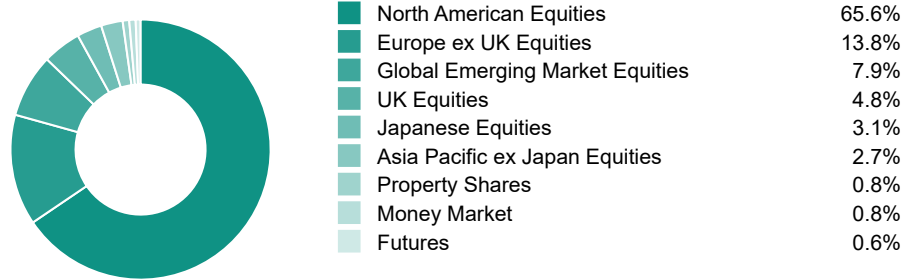 North American Equities 65.6%
Europe ex UK Equities 13.8%
Global Emerging Market Equities 7.9%
UK Equities 4.8%
Japanese Equities 3.1%
Asia Pacific ex Japan Equities 2.7%
Property Shares 0.8%
Money Market 0.8%
Futures 0.6%